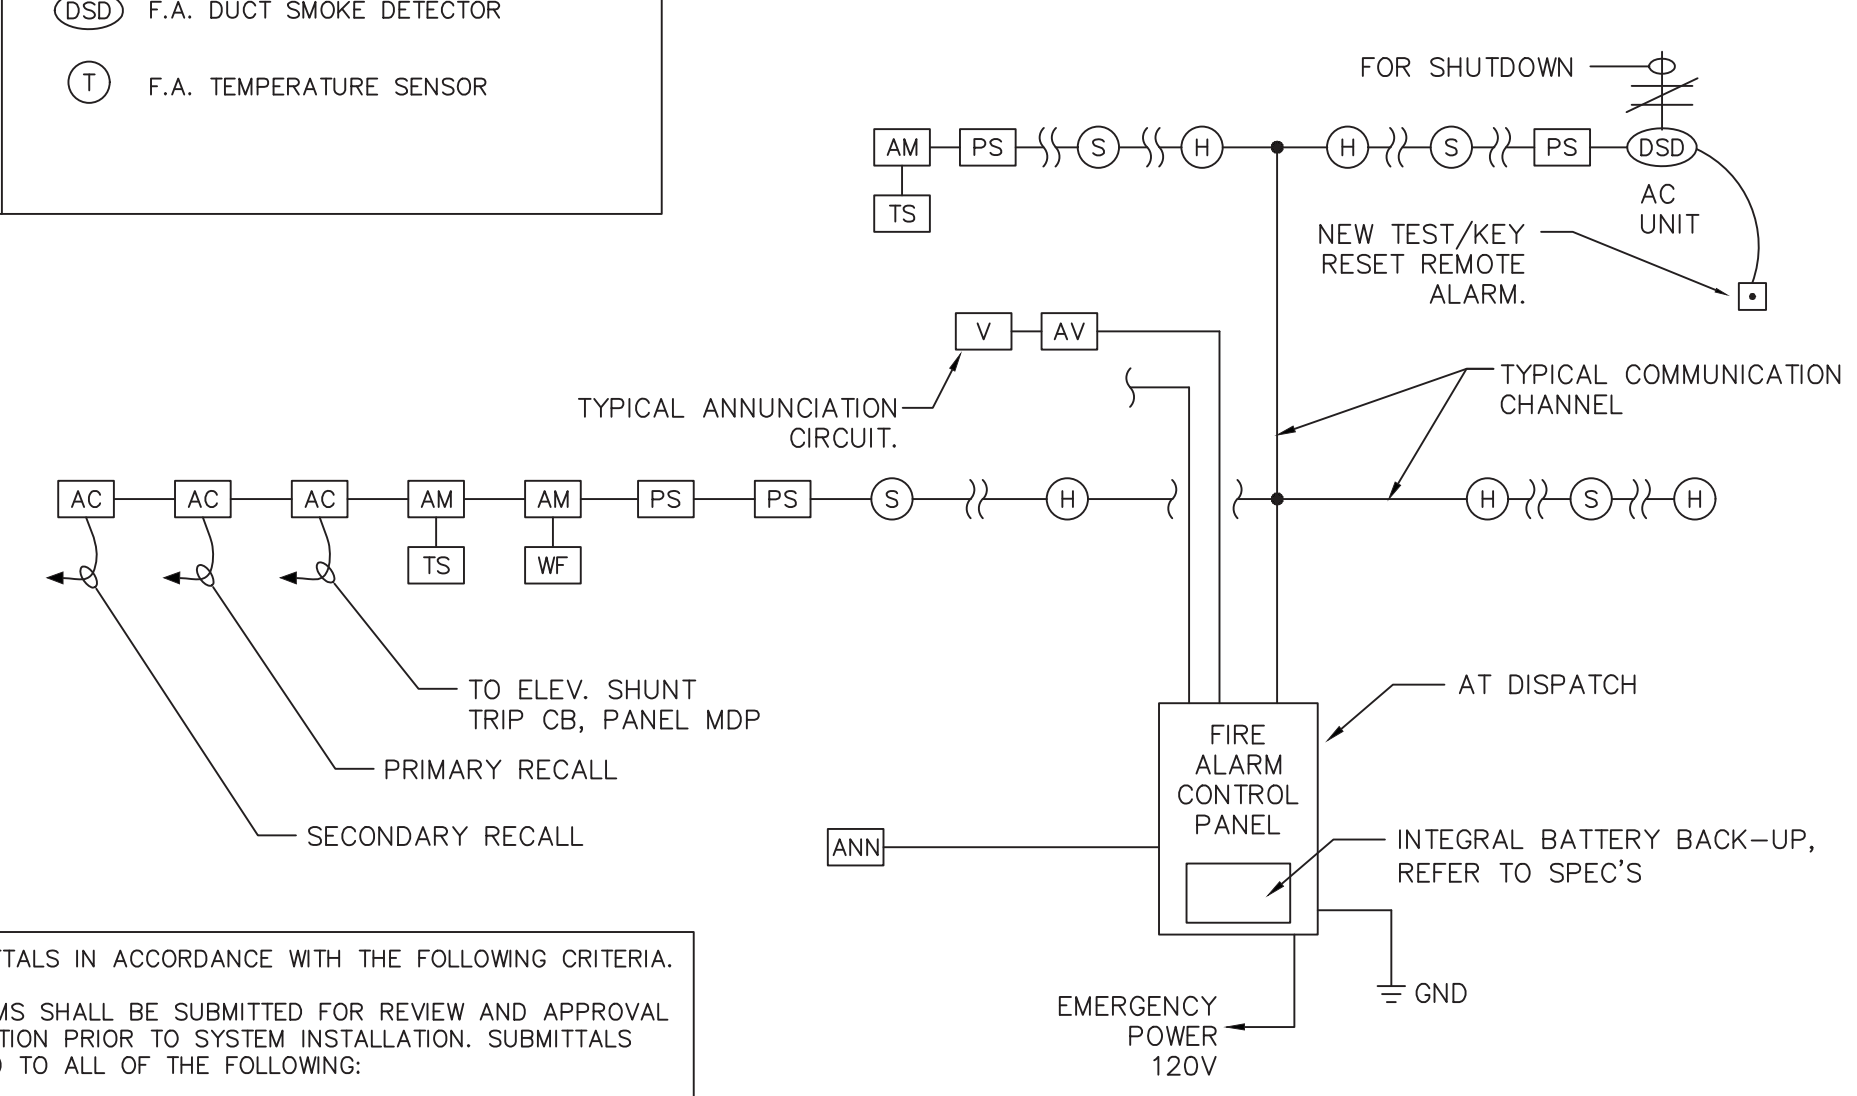 DSD F.A. DUCT SMOKE DETECTOR
T F.A. TEMPERATURE SENSOR
FOR SHUTDOWN
AM PS S H H S PS DSD
TS
AC
UNIT
NEW TEST/KEY
RESET REMOTE
ALARM.
V AV
TYPICAL ANNUNCIATION
CIRCUIT.
TYPICAL COMMUNICATION
CHANNEL
AC AC AC AM AM PS PS S H H S H
TS WF
TO ELEV. SHUNT
TRIP CB, PANEL MDP
PRIMARY RECALL
SECONDARY RECALL
AT DISPATCH
FIRE
ALARM
CONTROL
PANEL
ANN
INTEGRAL BATTERY BACK-UP,
REFER TO SPEC'S
GND
EMERGENCY
POWER
120V
TTALS IN ACCORDANCE WITH THE FOLLOWING CRITERIA.
MS SHALL BE SUBMITTED FOR REVIEW AND APPROVAL
TION PRIOR TO SYSTEM INSTALLATION. SUBMITTALS
TO ALL OF THE FOLLOWING: